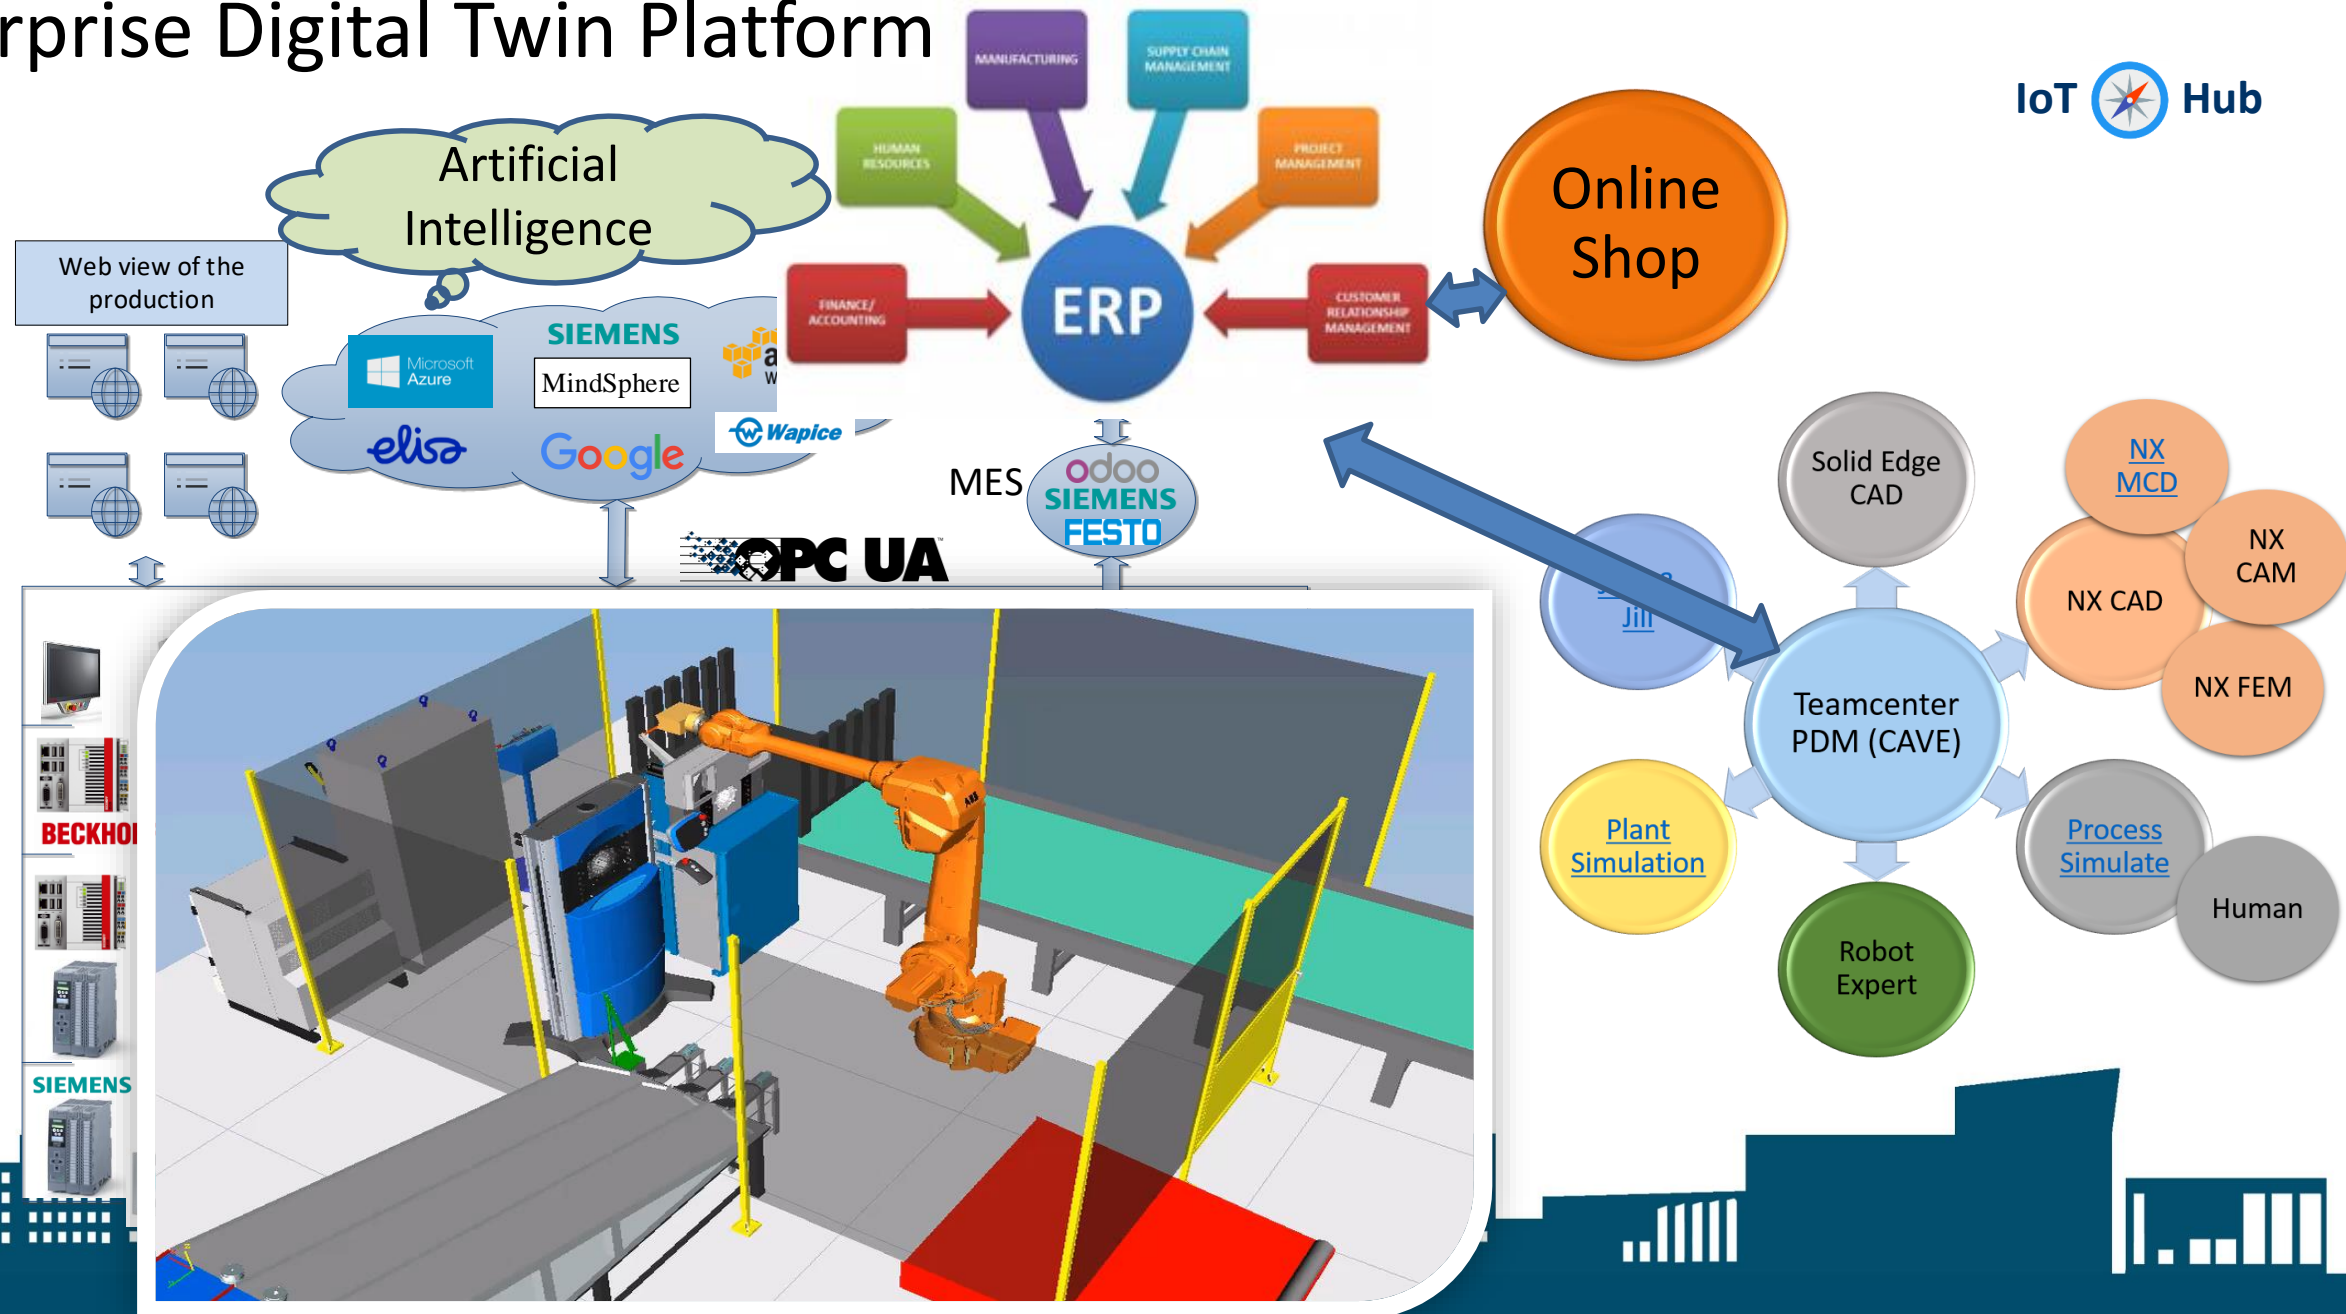 rprise Digital Twin Platform
MANUFACTURING
SUPPLY CHAIN
MANAGEMENT
HUMAN
RESOURCES
PROJECT
MANAGEMENT
FINANCE/
ACCOUNTING
ERP
CUSTOMER
RELATIONSHIP
MANAGEMENT
Online
Shop
IoT Hub
Artificial
Intelligence
Web view of the
production
Microsoft
Azure
SIEMENS
MindSphere
a
W
elisa
Google
Wapice
MES
odoo
SIEMENS
FESTO
OPC UA
BECKHO
SIEMENS
ABB
Solid Edge
CAD
NX
MCD
NX
CAM
NX CAD
NX FEM
Jill
Teamcenter
PDM (CAVE)
Plant
Simulation
Process
Simulate
Human
Robot
Expert